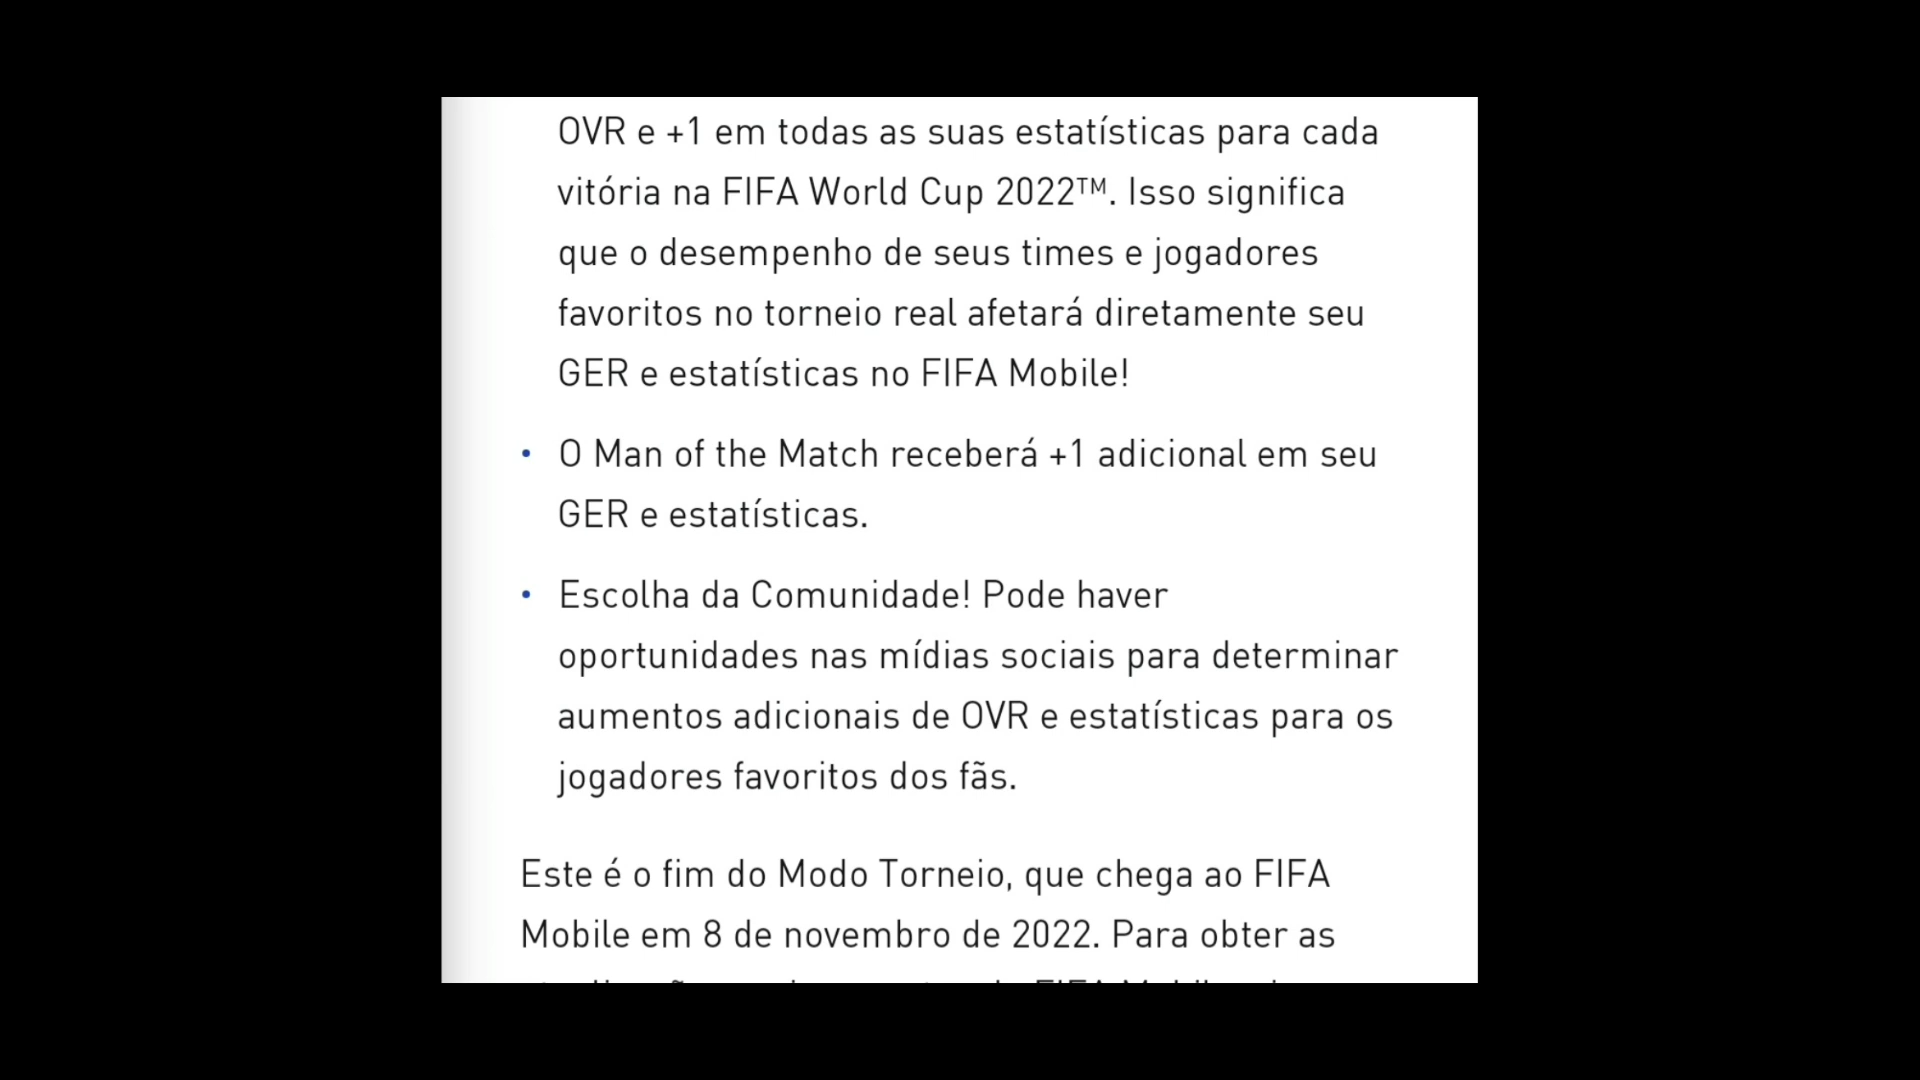 OVR e +1 em todas as suas estatísticas para cada
vitória na FIFA World Cup 2022™. Isso significa
que o desempenho de seus times e jogadores
favoritos no torneio real afetará diretamente seu
GER e estatísticas no FIFA Mobile!
• O Man of the Match receberá +1 adicional em seu
GER e estatísticas.
• Escolha da Comunidade! Pode haver
oportunidades nas mídias sociais para determinar
aumentos adicionais de OVR e estatísticas para os
jogadores favoritos dos fãs.
Este é o fim do Modo Torneio, que chega ao FIFA
Mobile em 8 de novembro de 2022. Para obter as